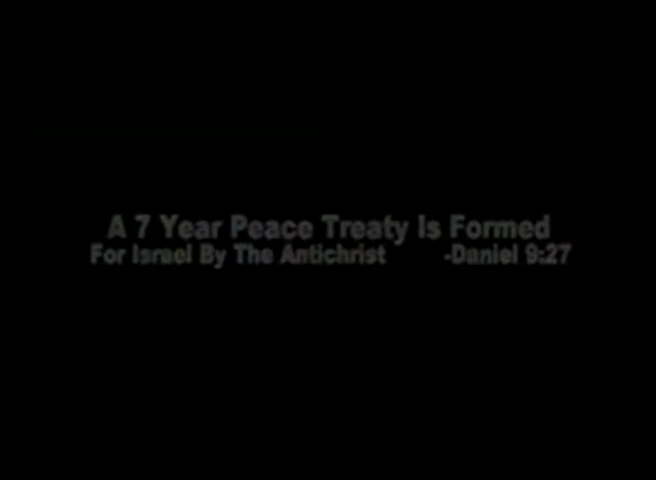 A 7 Year Peace Treaty Is Formed
For Israel By The Antichrist -Daniel 9:27